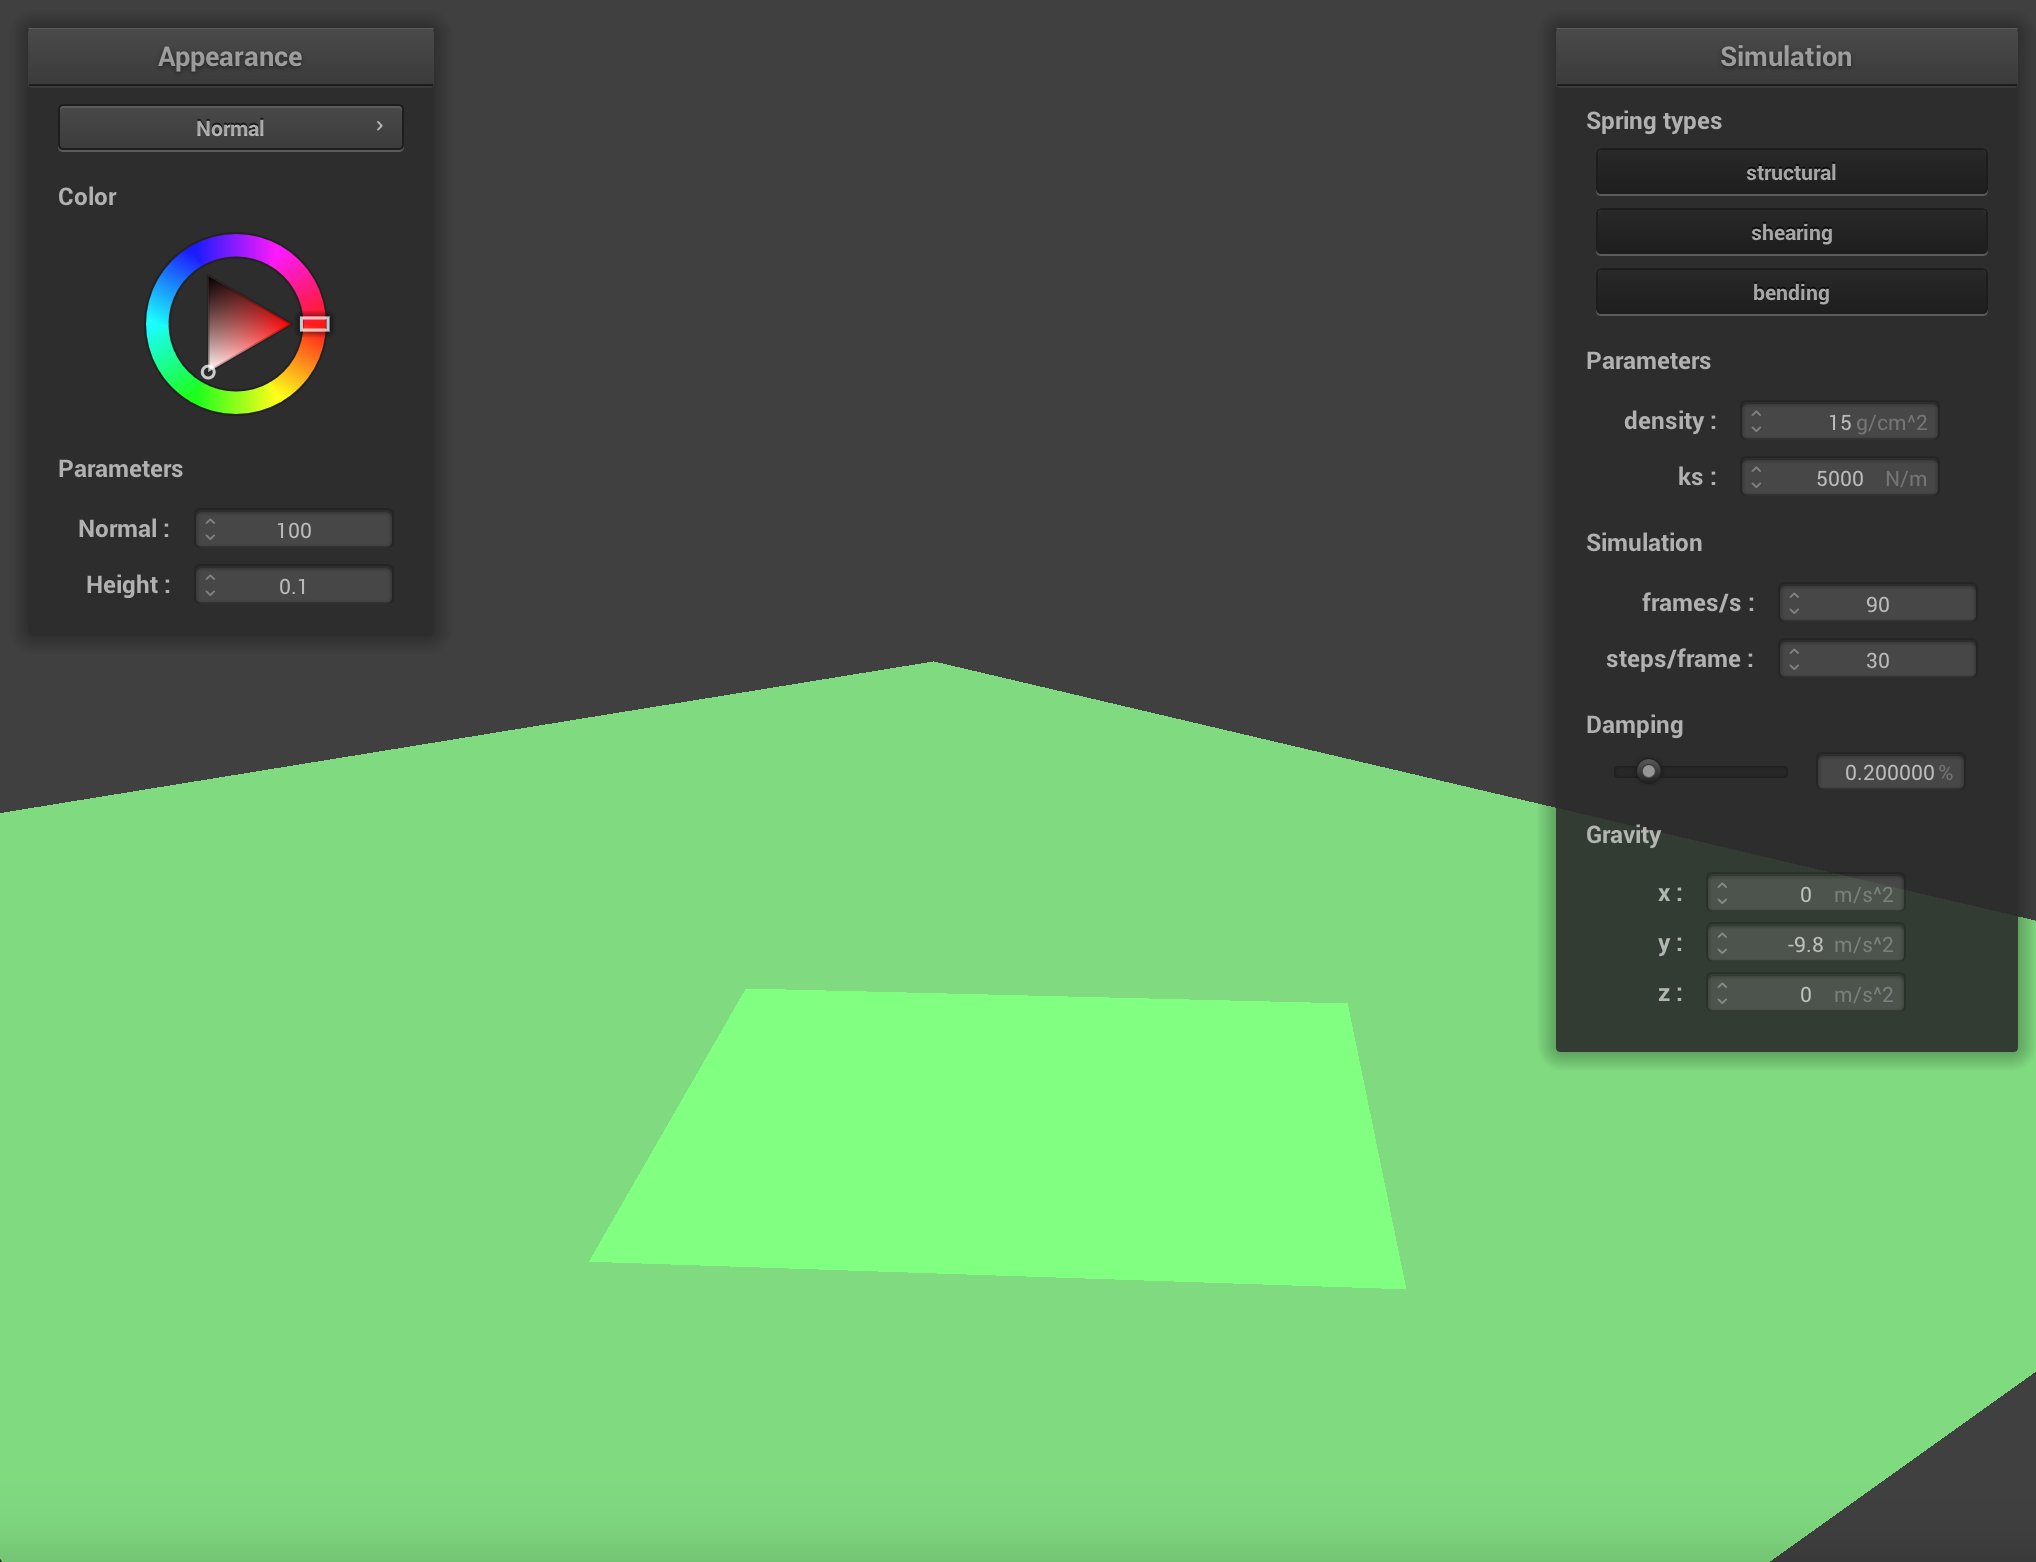 Appearance
Normal
Color
Parameters
Normal : 100
Height : 0.1
Simulation
Spring types
structural
shearing
bending
Parameters
density : 15 g/cm^2
ks : 5000 N/m
Simulation
frames/s : 90
steps/frame : 30
Damping
0.200000 %
Gravity
x : 0 m/s^2
y : -9.8 m/s^2
z : 0 m/s^2